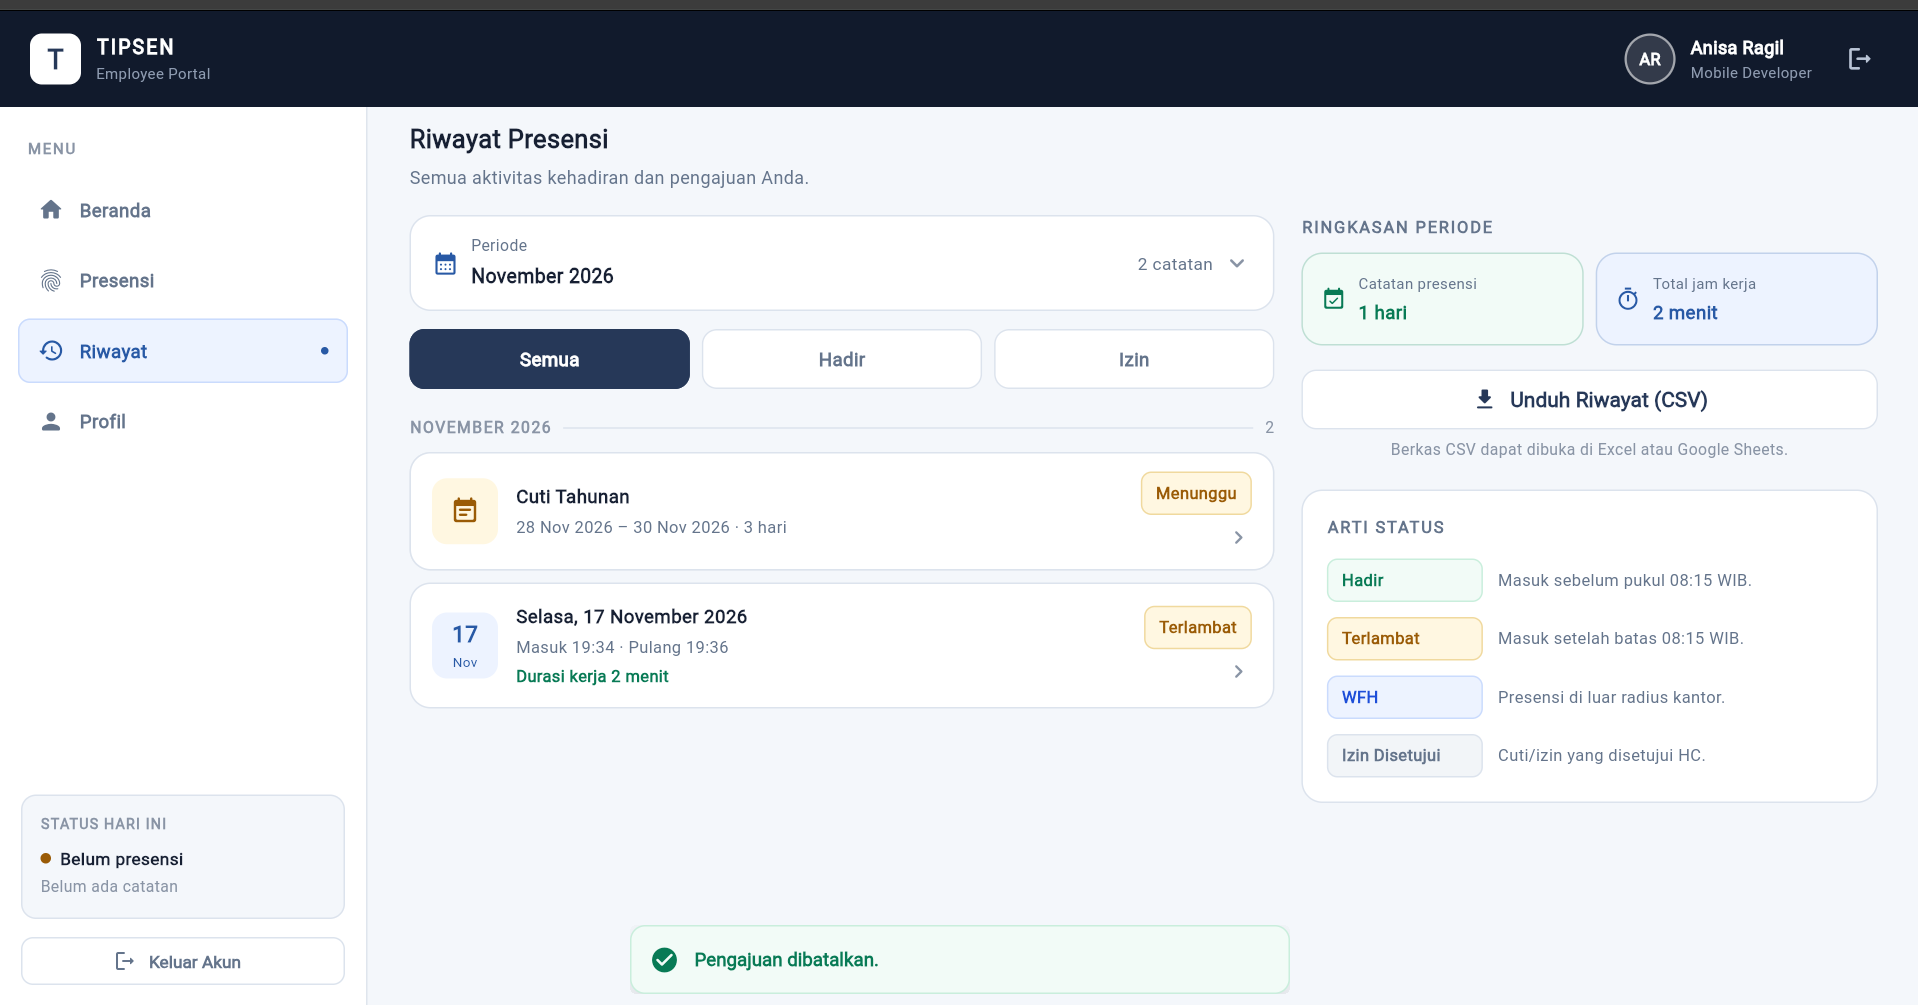 T
TIPSEN
Employee Portal
AR
Anisa Ragil
Mobile Developer
MENU
Beranda
Presensi
Riwayat
Profil
STATUS HARI INI
Belum presensi
Belum ada catatan
Keluar Akun
Riwayat Presensi
Semua aktivitas kehadiran dan pengajuan Anda.
Periode
November 2026
2 catatan
Semua
Hadir
Izin
NOVEMBER 2026
2
Cuti Tahunan
28 Nov 2026 – 30 Nov 2026 · 3 hari
Menunggu
17
Nov
Selasa, 17 November 2026
Masuk 19:34 · Pulang 19:36
Durasi kerja 2 menit
Terlambat
RINGKASAN PERIODE
Catatan presensi
1 hari
Total jam kerja
2 menit
Unduh Riwayat (CSV)
Berkas CSV dapat dibuka di Excel atau Google Sheets.
ARTI STATUS
Hadir
Masuk sebelum pukul 08:15 WIB.
Terlambat
Masuk setelah batas 08:15 WIB.
WFH
Presensi di luar radius kantor.
Izin Disetujui
Cuti/izin yang disetujui HC.
Pengajuan dibatalkan.